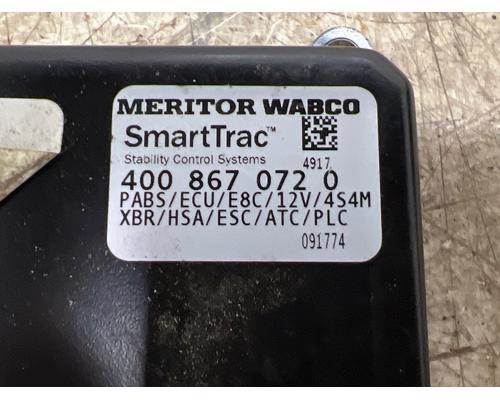 MERITOR WABCO
SmartTrac™
Stability Control Systems
4917
400 867 072 0
PABS/ECU/E8C/12V/4S4M
XBR/HSA/ESC/ATC/PLC
091774